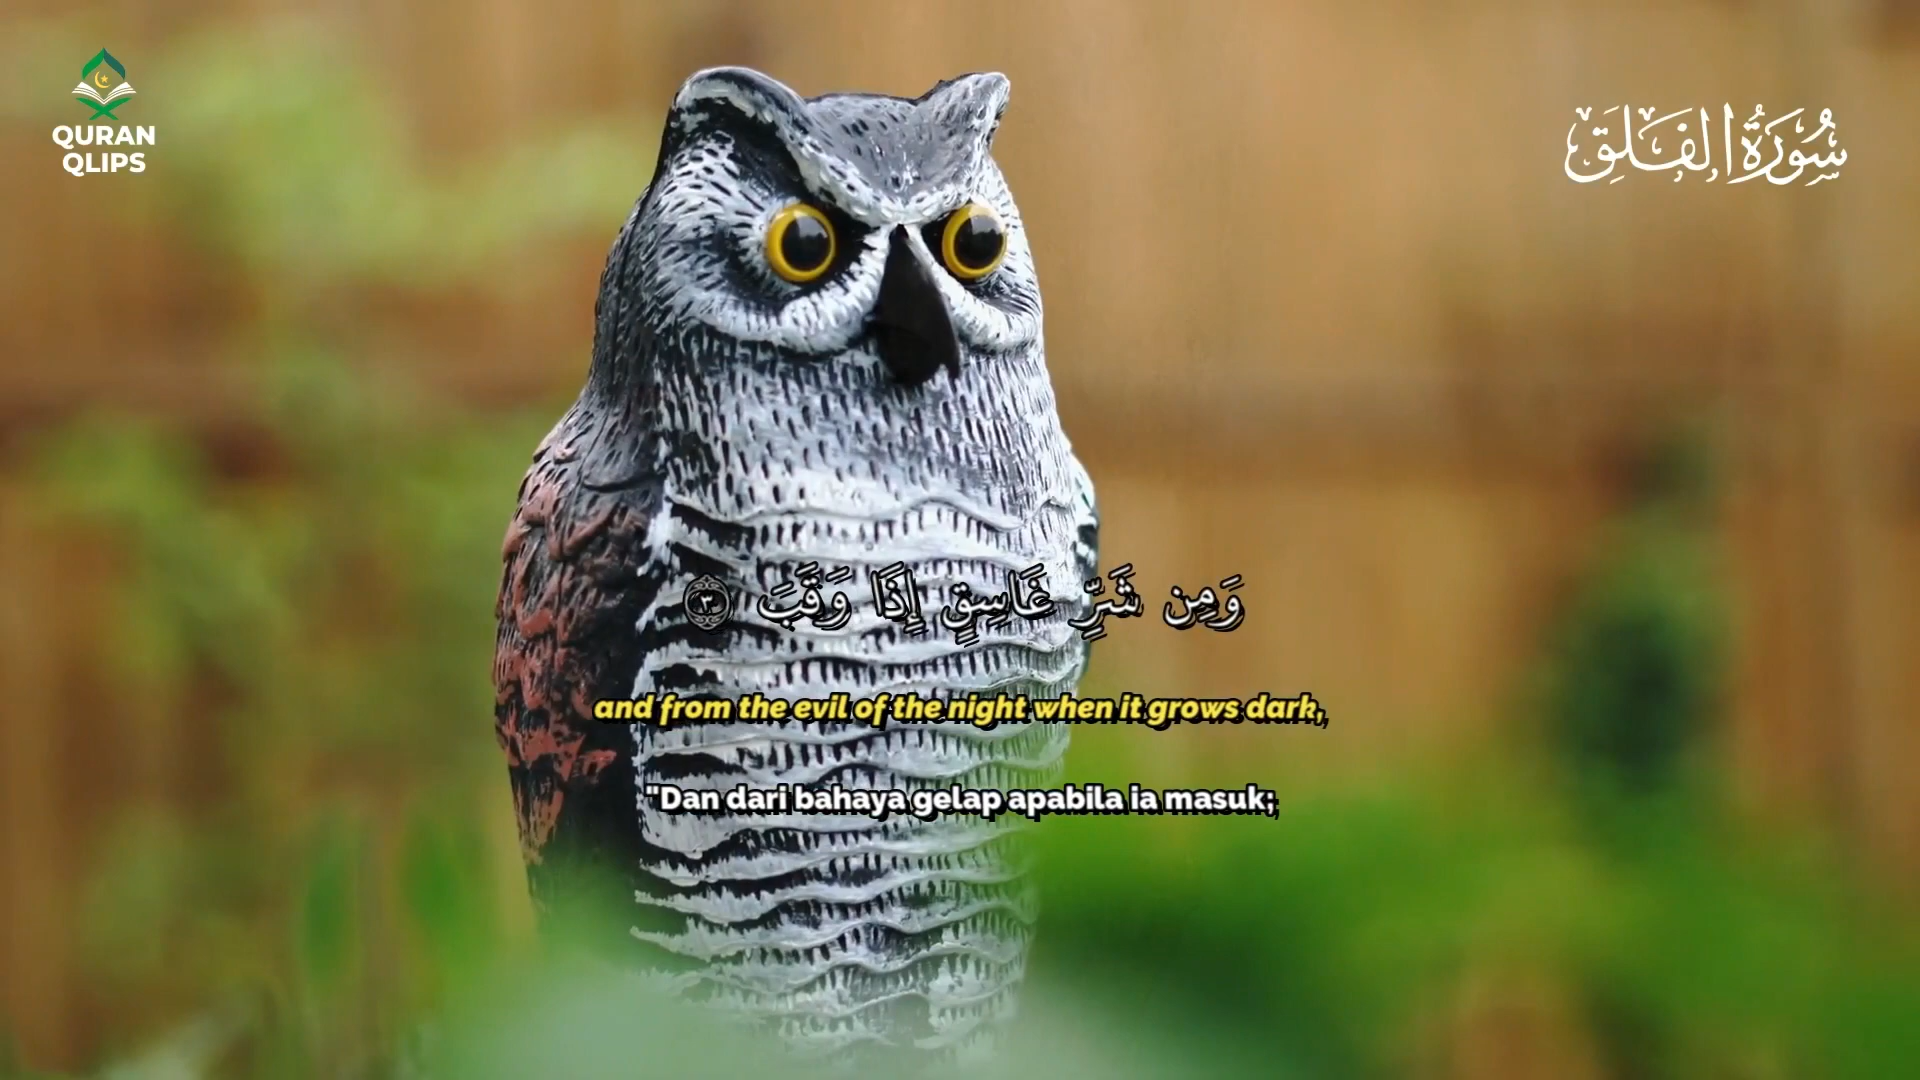 QURAN
QLIPS
سُورَةُ الفَلَقِ
وَمِن شَرِّ غَاسِقٍ إِذَا وَقَبَ ٣
and from the evil of the night when it grows dark,
"Dan dari bahaya gelap apabila ia masuk;